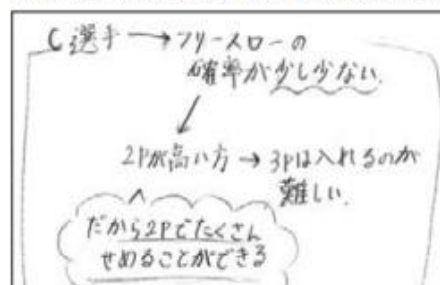 C選手→フリースローの
確率が少し少ない
2Pが高い方→3Pは入れるのが
難しい.
だから2Pでたくさん
せめることができる